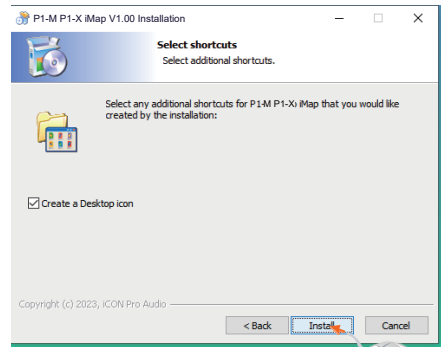 P1-M P1-X iMap V1.00 Installation
Select shortcuts
Select additional shortcuts.
Select any additional shortcuts for P1-M P1-X iMap that you would like
created by the installation:
Create a Desktop icon
Copyright (c) 2023, iCON Pro Audio
< Back
Install
Cancel